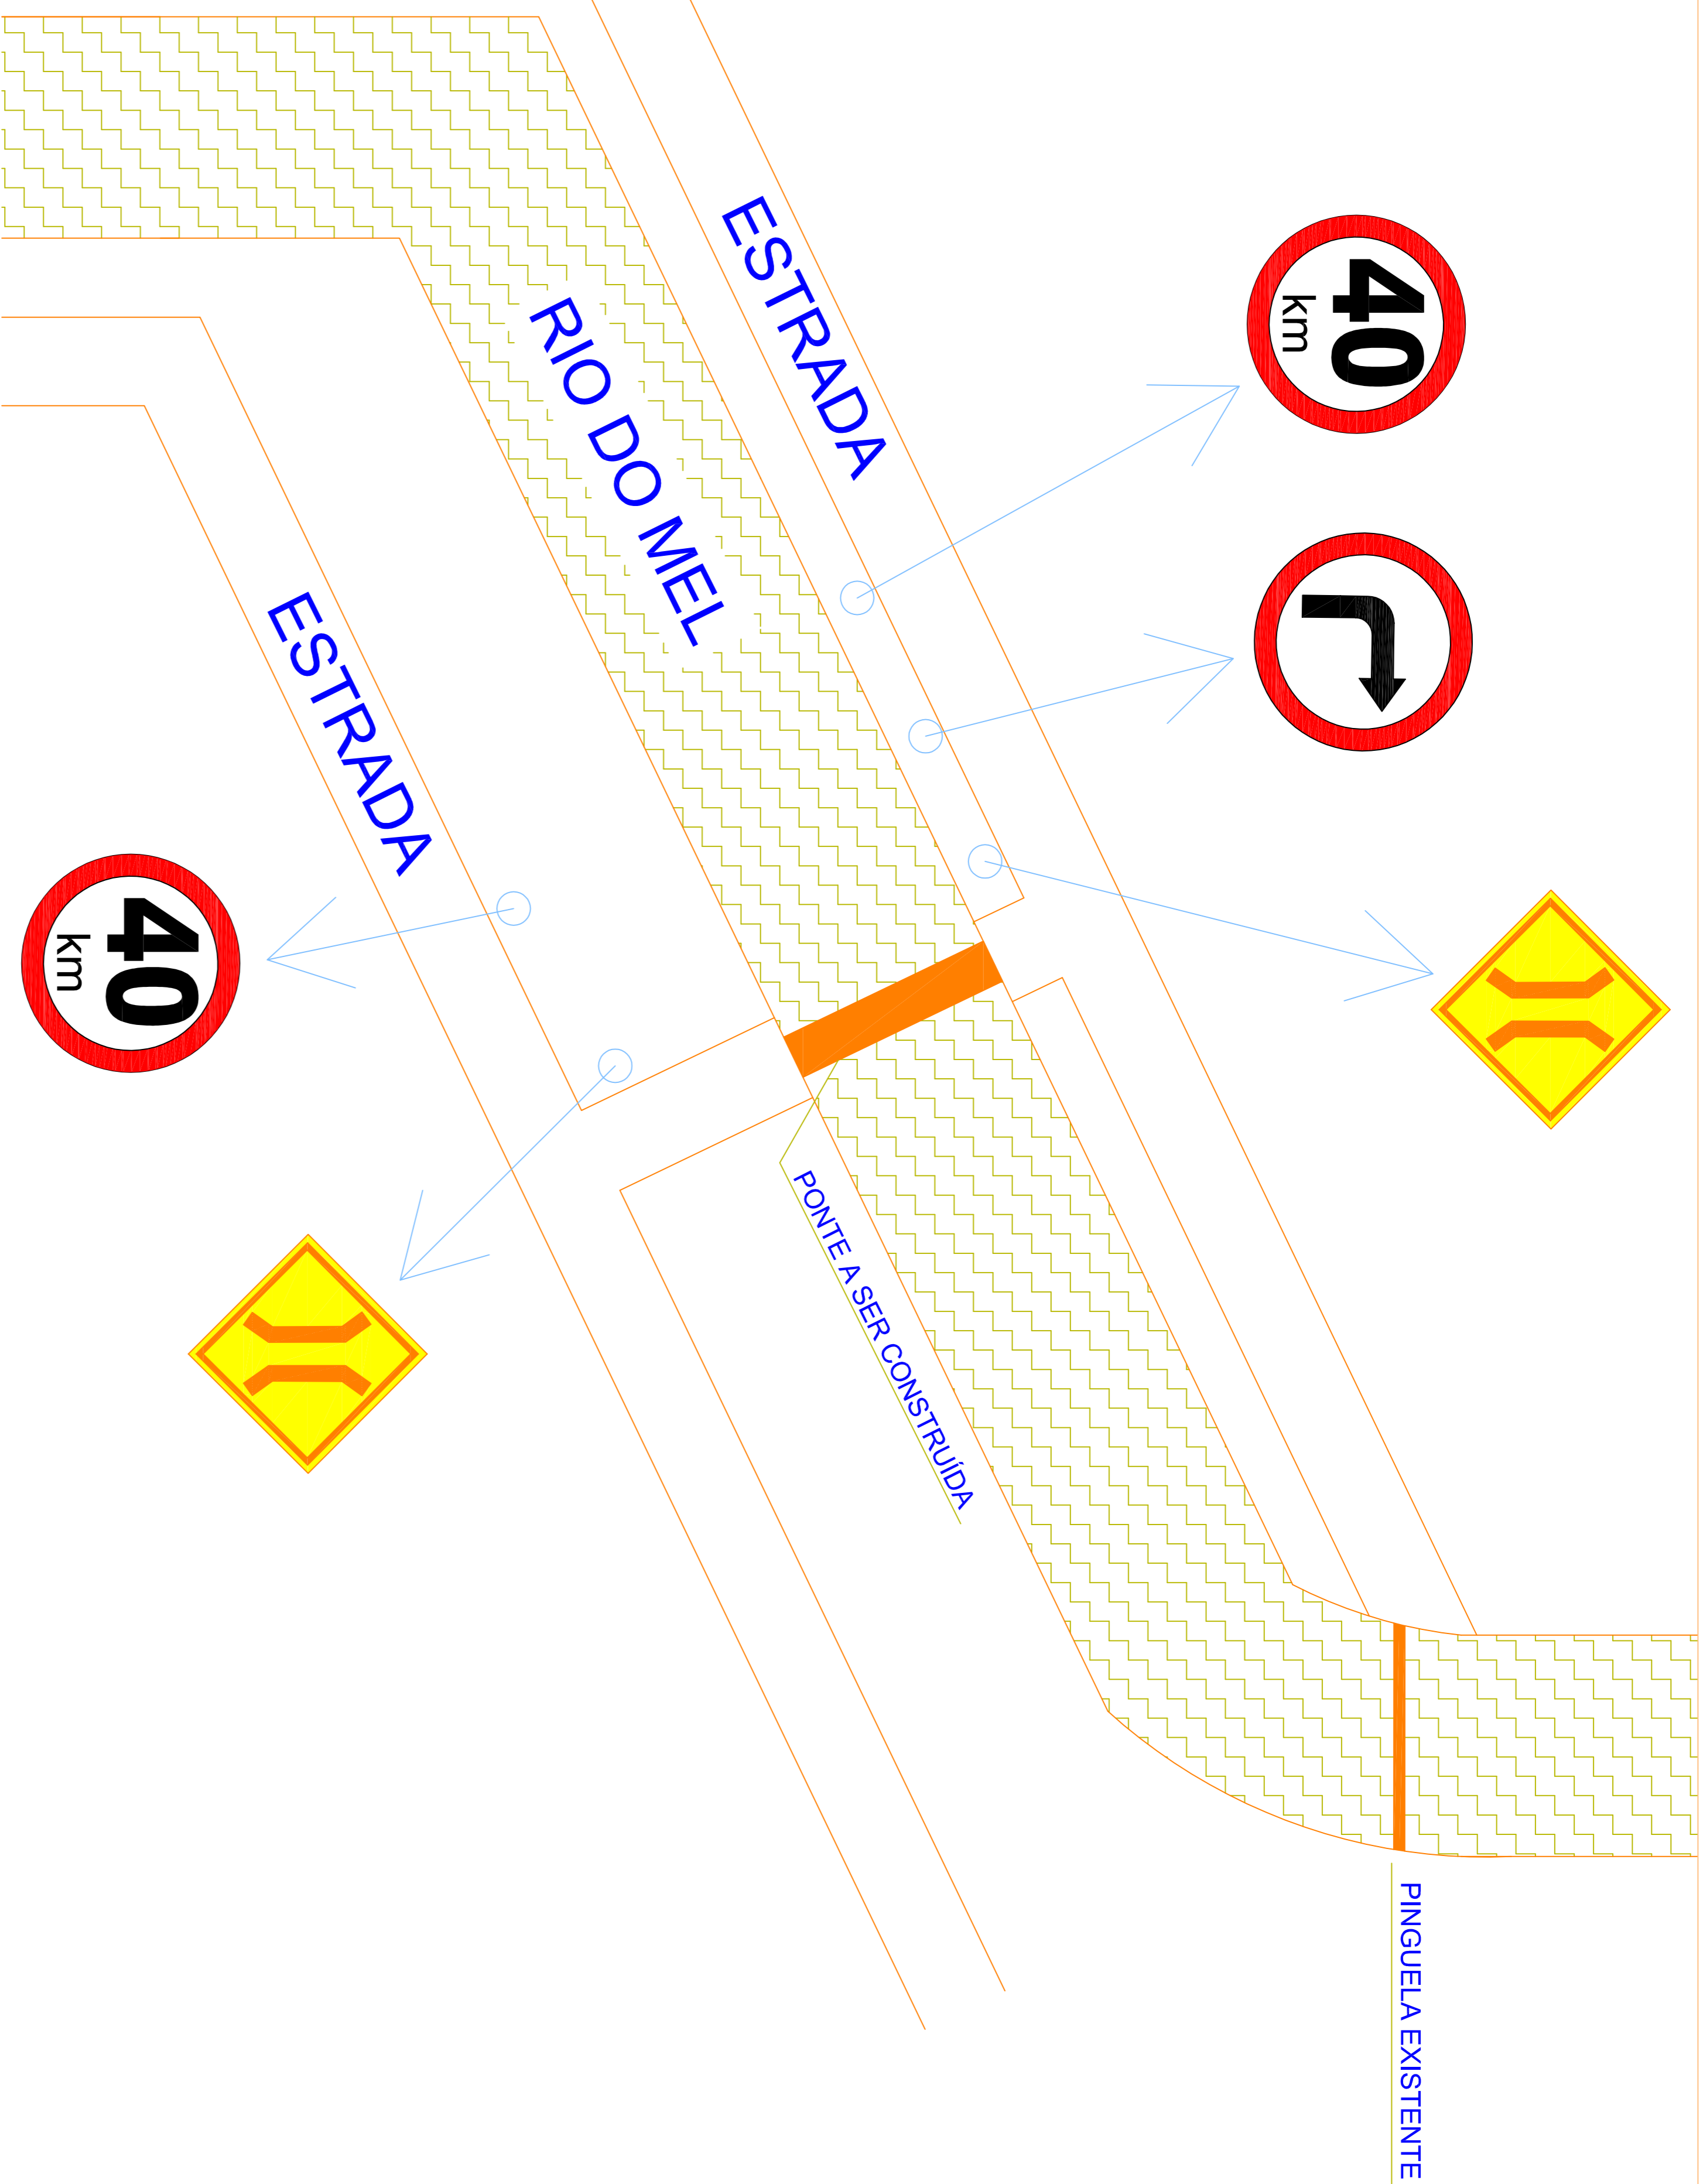 40
km
ESTRADA
RIO DO MEL
ESTRADA
40
km
PONTE A SER CONSTRUÍDA
PINGUELA EXISTENTE